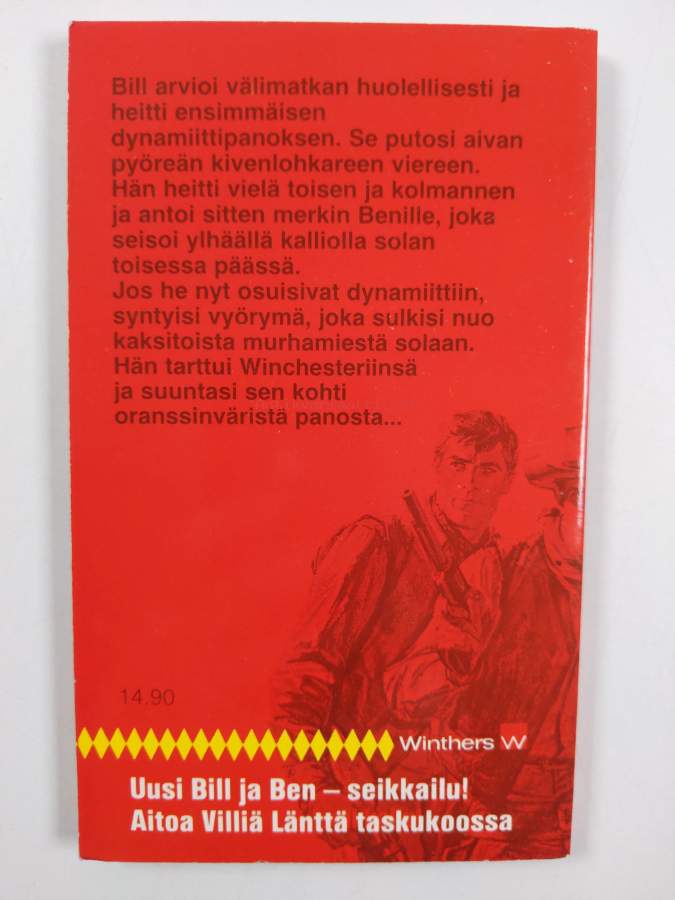 Bill arvioi välimatkan huolellisesti ja
heitti ensimmäisen
dynamiittipanoksen. Se putosi aivan
pyöreän kivenlohkareen viereen.
Hän heitti vielä toisen ja kolmannen
ja antoi sitten merkin Benille, joka
seisoi ylhäällä kalliolla solan
toisessa päässä.
Jos he nyt osuisivat dynamiittiin,
syntyisi vyörymä, joka sulkisi nuo
kaksitoista murhamiestä solaan.
Hän tarttui Winchesteriinsä
ja suuntasi sen kohti
oranssinväristä panosta...
14.90
Winthers W
Uusi Bill ja Ben – seikkailu!
Aitoa Villiä Länttä taskukoossa